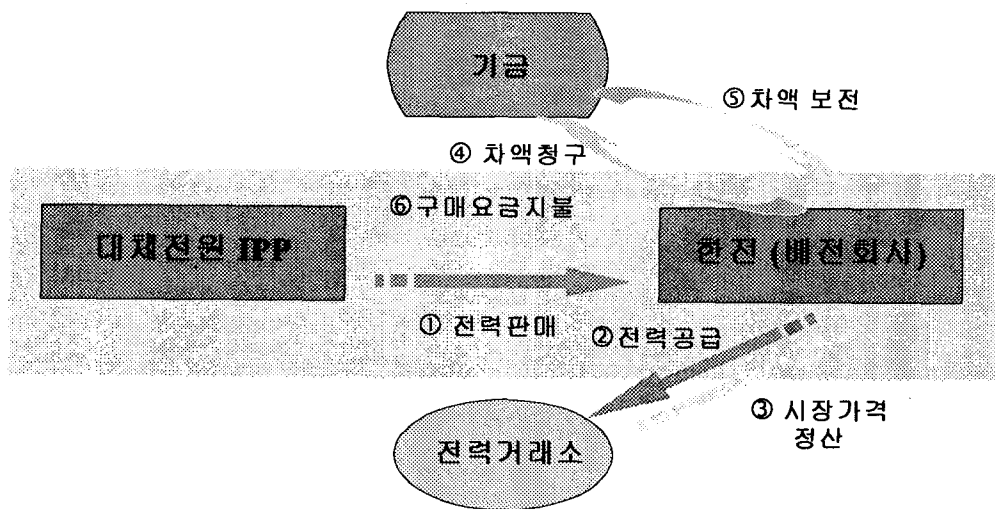 기금
⑤차액 보전
④ 차액청구
⑥구매요금지불
대체전원 IPP
한전 (배전회사)
① 전력판매
②전력공급
③ 시장가격
정산
전력거래소